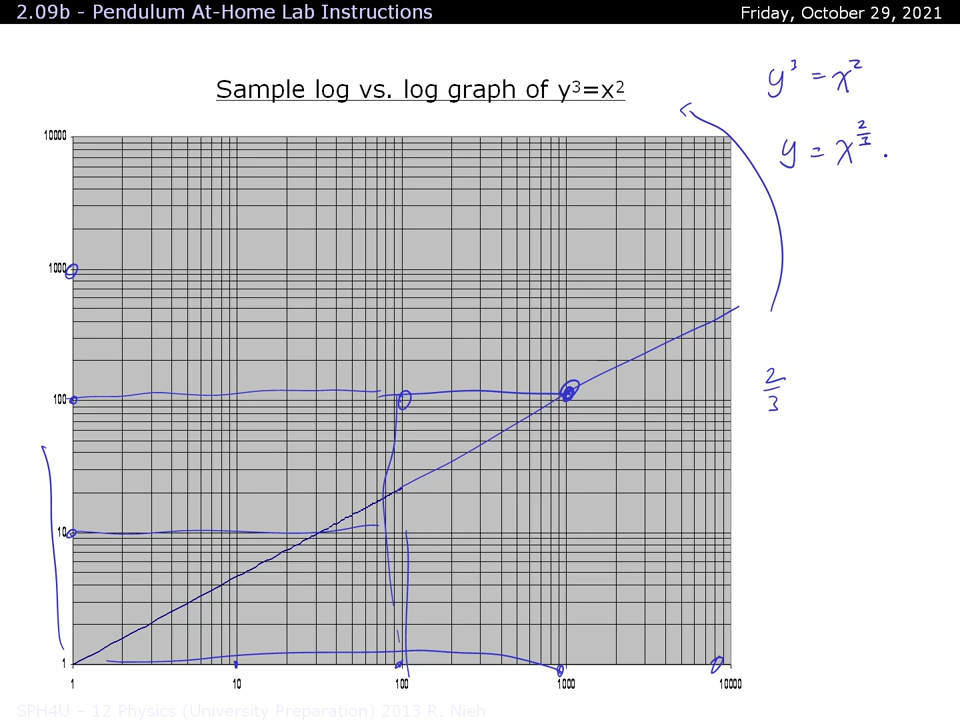 2.09b - Pendulum At-Home Lab Instructions
Friday, October 29, 2021
Sample log vs. log graph of y3=x2
y³ = x²
y = x^(2/3).
10000
1000
100
10
1
2/3
1
10
100
1000
10000
SPH4U – 12 Physics (University Preparation) 2013 R. Nieh